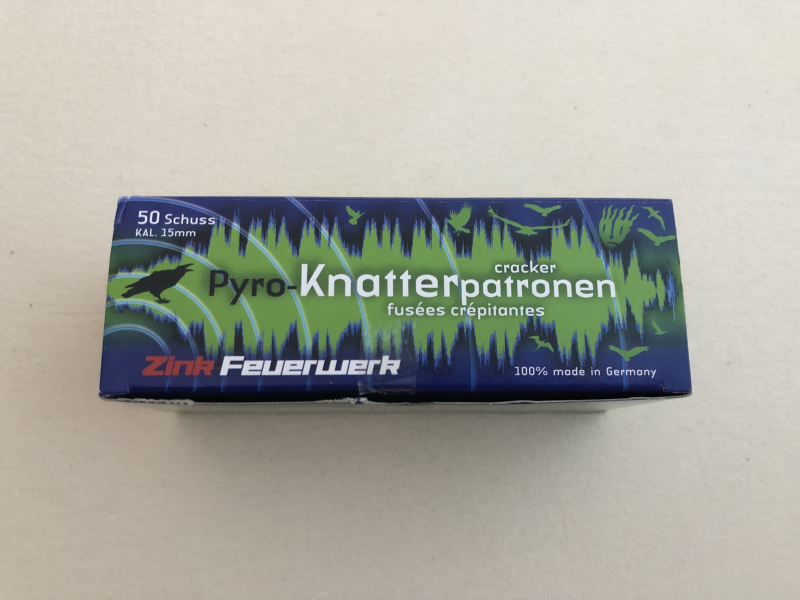 50 Schuss
KAL. 15mm
cracker
Pyro-Knatterpatronen
fusées crépitantes
Zink Feuerwerk
100% made in Germany